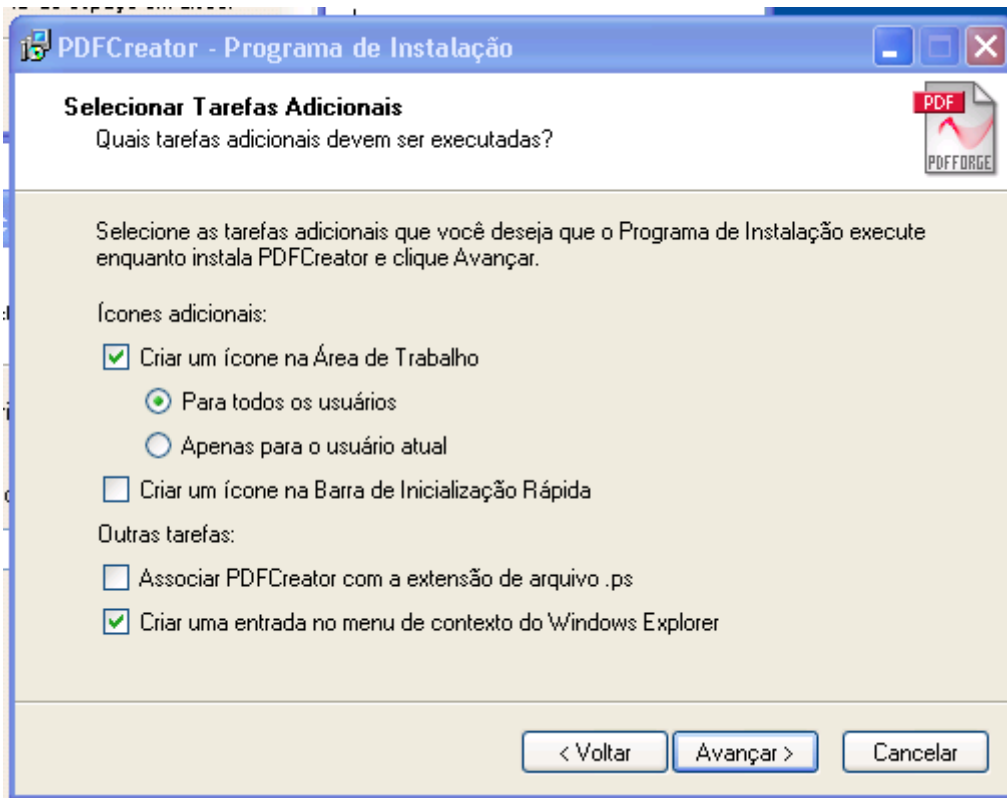 PDFCreator - Programa de Instalação
Selecionar Tarefas Adicionais
Quais tarefas adicionais devem ser executadas?
PDF
PDFFORGE
Selecione as tarefas adicionais que você deseja que o Programa de Instalação execute
enquanto instala PDFCreator e clique Avançar.
Ícones adicionais:
Criar um ícone na Área de Trabalho
Para todos os usuários
Apenas para o usuário atual
Criar um ícone na Barra de Inicialização Rápida
Outras tarefas:
Associar PDFCreator com a extensão de arquivo .ps
Criar uma entrada no menu de contexto do Windows Explorer
< Voltar
Avançar >
Cancelar